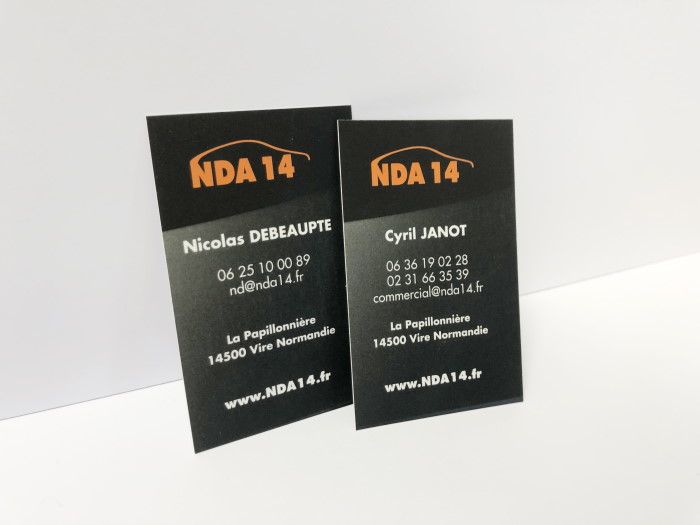 NDA 14
Nicolas DEBEAUPTE
06 25 10 00 89
nd@nda14.fr
La Papillonnière
14500 Vire Normandie
www.NDA14.fr
NDA 14
Cyril JANOT
06 36 19 02 28
02 31 66 35 39
commercial@nda14.fr
La Papillonnière
14500 Vire Normandie
www.NDA14.fr